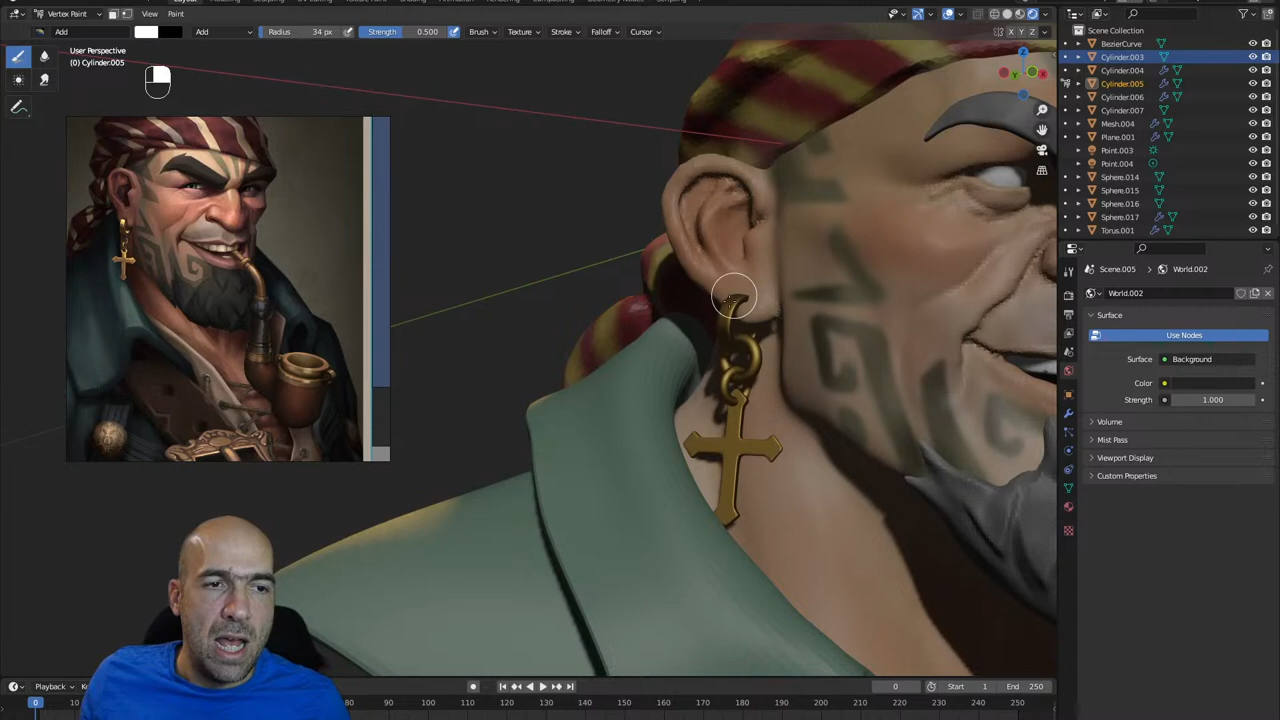 Layout
Vertex Paint
View
Paint
Add
Add
Radius
34 px
Strength
0.500
Brush
Texture
Stroke
Falloff
Cursor
X
Y
Z
User Perspective
(0) Cylinder.005
Y
X
Z
Scene Collection
BezierCurve
Cylinder.003
Cylinder.004
Cylinder.005
Cylinder.006
Cylinder.007
Mesh.004
Plane.001
Point.003
Point.004
Sphere.014
Sphere.015
Sphere.016
Sphere.017
Torus.001
Scene.005
World.002
World.002
Surface
Use Nodes
Surface
Background
Color
Strength
1.000
Volume
Mist Pass
Viewport Display
Custom Properties
Playback
0
Start
1
End
250
0
10
100
110
120
130
140
150
160
170
180
190
200
210
220
230
240
250